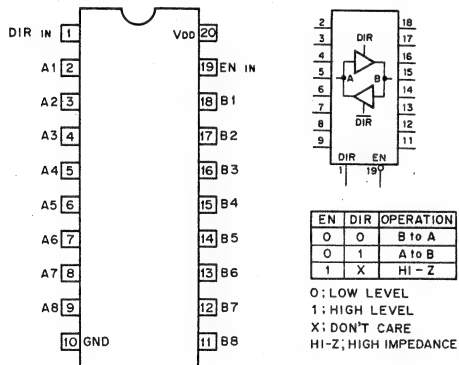 DIR IN 1
VDD 20
A1 2
19 EN IN
A2 3
18 B1
A3 4
17 B2
A4 5
16 B3
A5 6
15 B4
A6 7
14 B5
A7 8
13 B6
A8 9
12 B7
10 GND
11 B8
2 18
3 17
4 16
5 15
6 14
7 13
8 12
9 11
DIR
A B
DIR
DIR EN
1 19
EN DIR OPERATION
0 0 B to A
0 1 A to B
1 X HI-Z
0; LOW LEVEL
1; HIGH LEVEL
X; DON'T CARE
HI-Z; HIGH IMPEDANCE